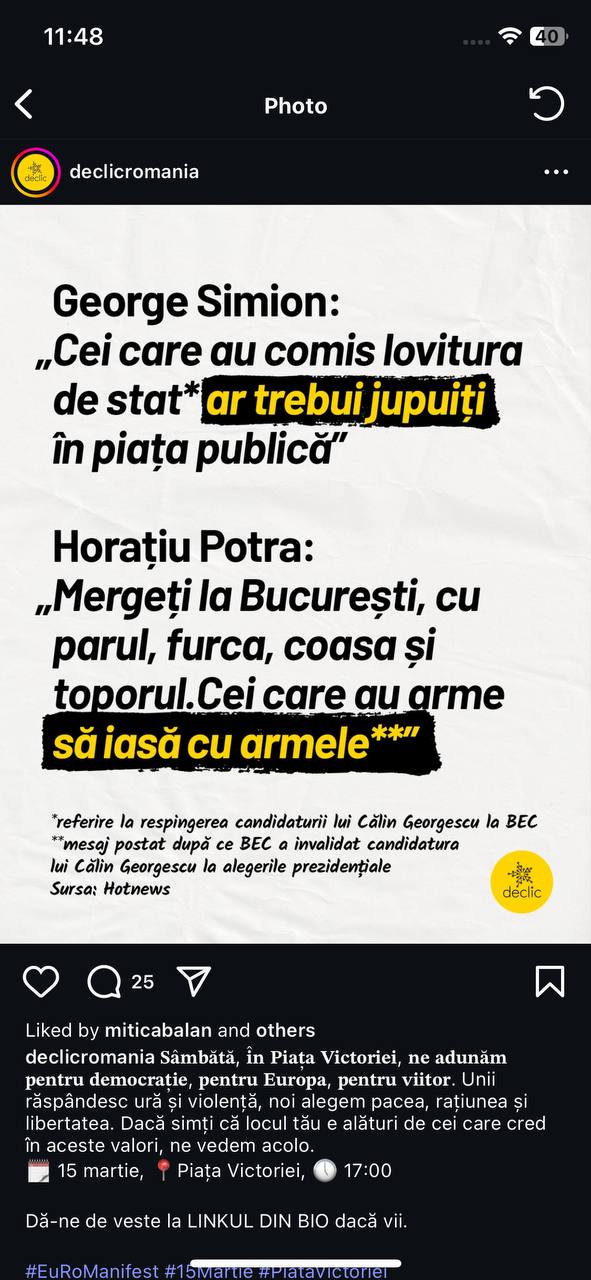 11:48
40
Photo
declic
declicromania
George Simion:
„Cei care au comis lovitura
de stat* ar trebui jupuiți
în piața publică”
Horațiu Potra:
„Mergeți la București, cu
parul, furca, coasa și
toporul.Cei care au arme
să iasă cu armele**”
*referire la respingerea candidaturii lui Călin Georgescu la BEC
**mesaj postat după ce BEC a invalidat candidatura
lui Călin Georgescu la alegerile prezidențiale
Sursa: Hotnews
declic
25
Liked by miticabalan and others
declicromania Sâmbătă, în Piața Victoriei, ne adunăm
pentru democrație, pentru Europa, pentru viitor. Unii
răspândesc ură și violență, noi alegem pacea, rațiunea și
libertatea. Dacă simți că locul tău e alături de cei care cred
în aceste valori, ne vedem acolo.
🗓️ 15 martie, 📍Piața Victoriei, 🕔 17:00
Dă-ne de veste la LINKUL DIN BIO dacă vii.
#EuRoManifest #15Martie #PiataVictoriei